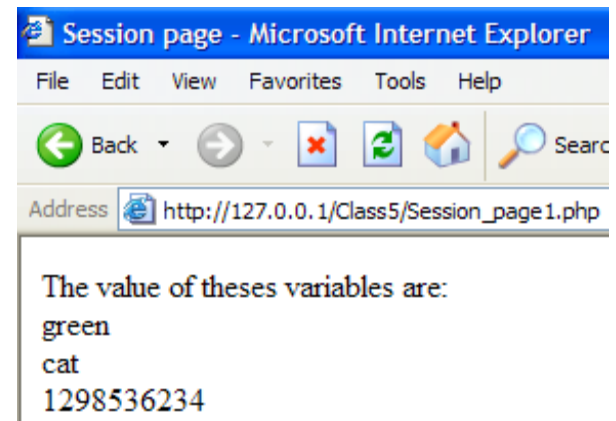 Session page - Microsoft Internet Explorer
File Edit View Favorites Tools Help
Back Searc
Address http://127.0.0.1/Class5/Session_page1.php
The value of theses variables are:
green
cat
1298536234